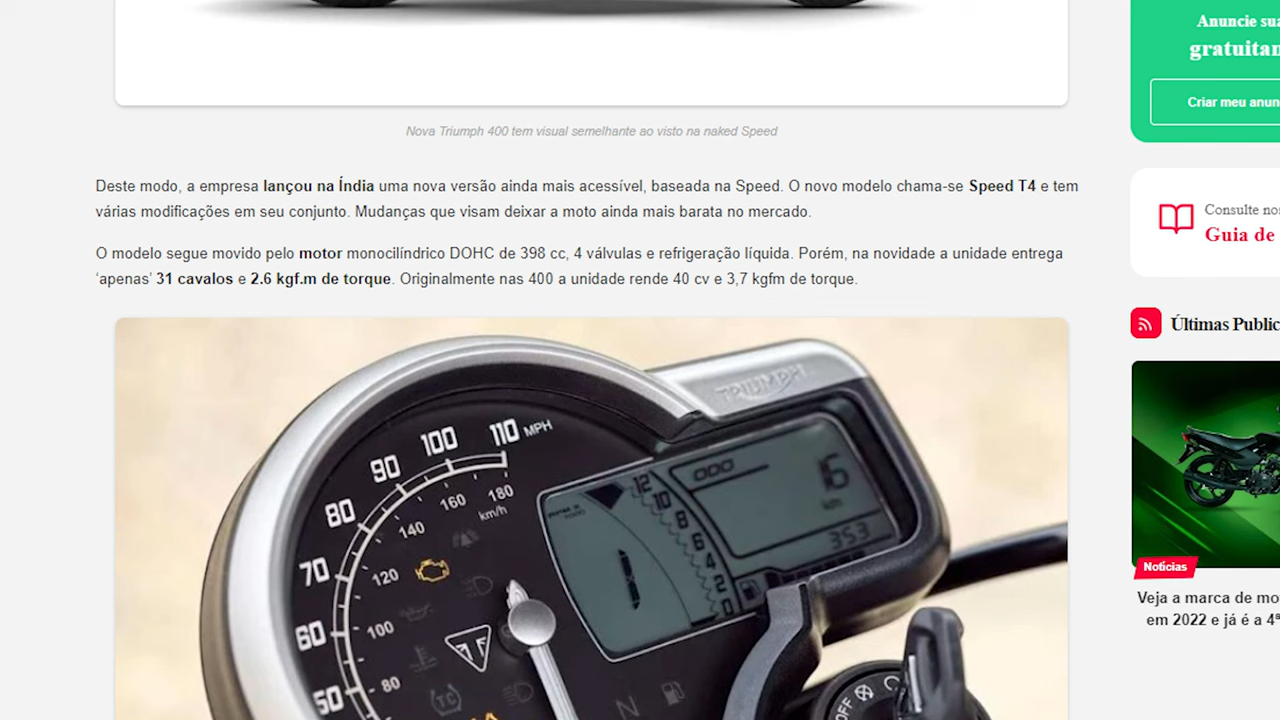 Anuncie sua
gratuitan
Criar meu anun
Nova Triumph 400 tem visual semelhante ao visto na naked Speed
Deste modo, a empresa lançou na Índia uma nova versão ainda mais acessível, baseada na Speed. O novo modelo chama-se Speed T4 e tem
várias modificações em seu conjunto. Mudanças que visam deixar a moto ainda mais barata no mercado.
Consulte nos
Guia de
O modelo segue movido pelo motor monocilíndrico DOHC de 398 cc, 4 válvulas e refrigeração líquida. Porém, na novidade a unidade entrega
‘apenas’ 31 cavalos e 2.6 kgf.m de torque. Originalmente nas 400 a unidade rende 40 cv e 3,7 kgfm de torque.
Últimas Public
TRIUMPH
110 MPH
100
90
80
70
60
50
180
km/h
160
140
120
100
80
12
10
8
6
4
2
0
16
km
353
TC
N
OFF
Notícias
Veja a marca de mo
em 2022 e já é a 4ª